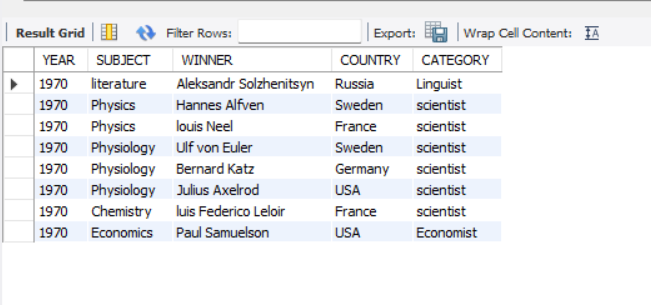 Result Grid Filter Rows: Export: Wrap Cell Content: IA
YEAR SUBJECT WINNER COUNTRY CATEGORY
1970 literature Aleksandr Solzhenitsyn Russia Linguist
1970 Physics Hannes Alfven Sweden scientist
1970 Physics louis Neel France scientist
1970 Physiology Ulf von Euler Sweden scientist
1970 Physiology Bernard Katz Germany scientist
1970 Physiology Julius Axelrod USA scientist
1970 Chemistry luis Federico Leloir France scientist
1970 Economics Paul Samuelson USA Economist